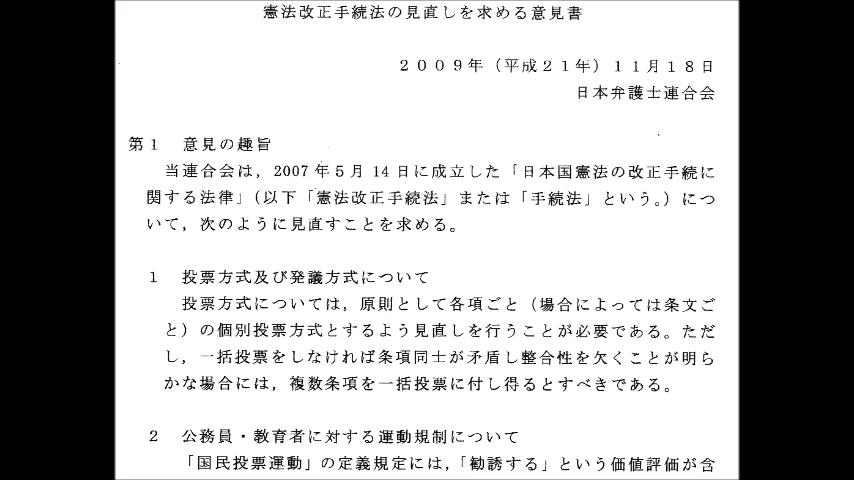 憲法改正手続法の見直しを求める意見書
２００９年（平成２１年）１１月１８日
日本弁護士連合会
第１　意見の趣旨
当連合会は，2007年５月14日に成立した「日本国憲法の改正手続に
関する法律」（以下「憲法改正手続法」または「手続法」という。）につ
いて，次のように見直すことを求める。
１　投票方式及び発議方式について
投票方式については，原則として各項ごと（場合によっては条文ご
と）の個別投票方式とするよう見直しを行うことが必要である。ただ
し，一括投票をしなければ条項同士が矛盾し整合性を欠くことが明ら
かな場合には，複数条項を一括投票に付し得るとすべきである。
２　公務員・教育者に対する運動規制について
「国民投票運動」の定義規定には，「勧誘する」という価値評価が含